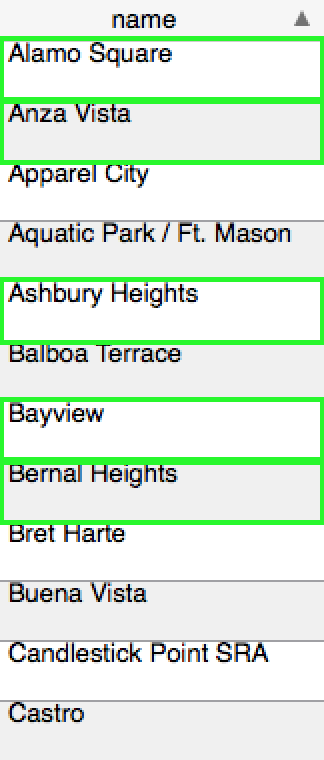 name
Alamo Square
Anza Vista
Apparel City
Aquatic Park / Ft. Mason
Ashbury Heights
Balboa Terrace
Bayview
Bernal Heights
Bret Harte
Buena Vista
Candlestick Point SRA
Castro